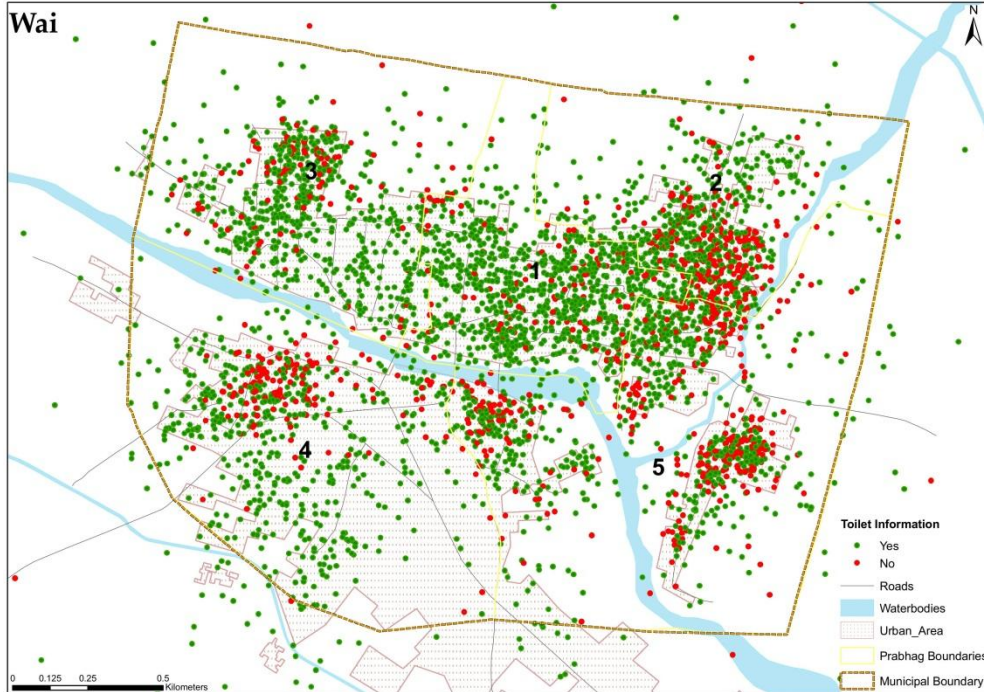 Wai
N
3
2
1
4
5
Toilet Information
Yes
No
Roads
Waterbodies
Urban_Area
Prabhag Boundaries
Municipal Boundary
0 0.125 0.25 0.5
Kilometers